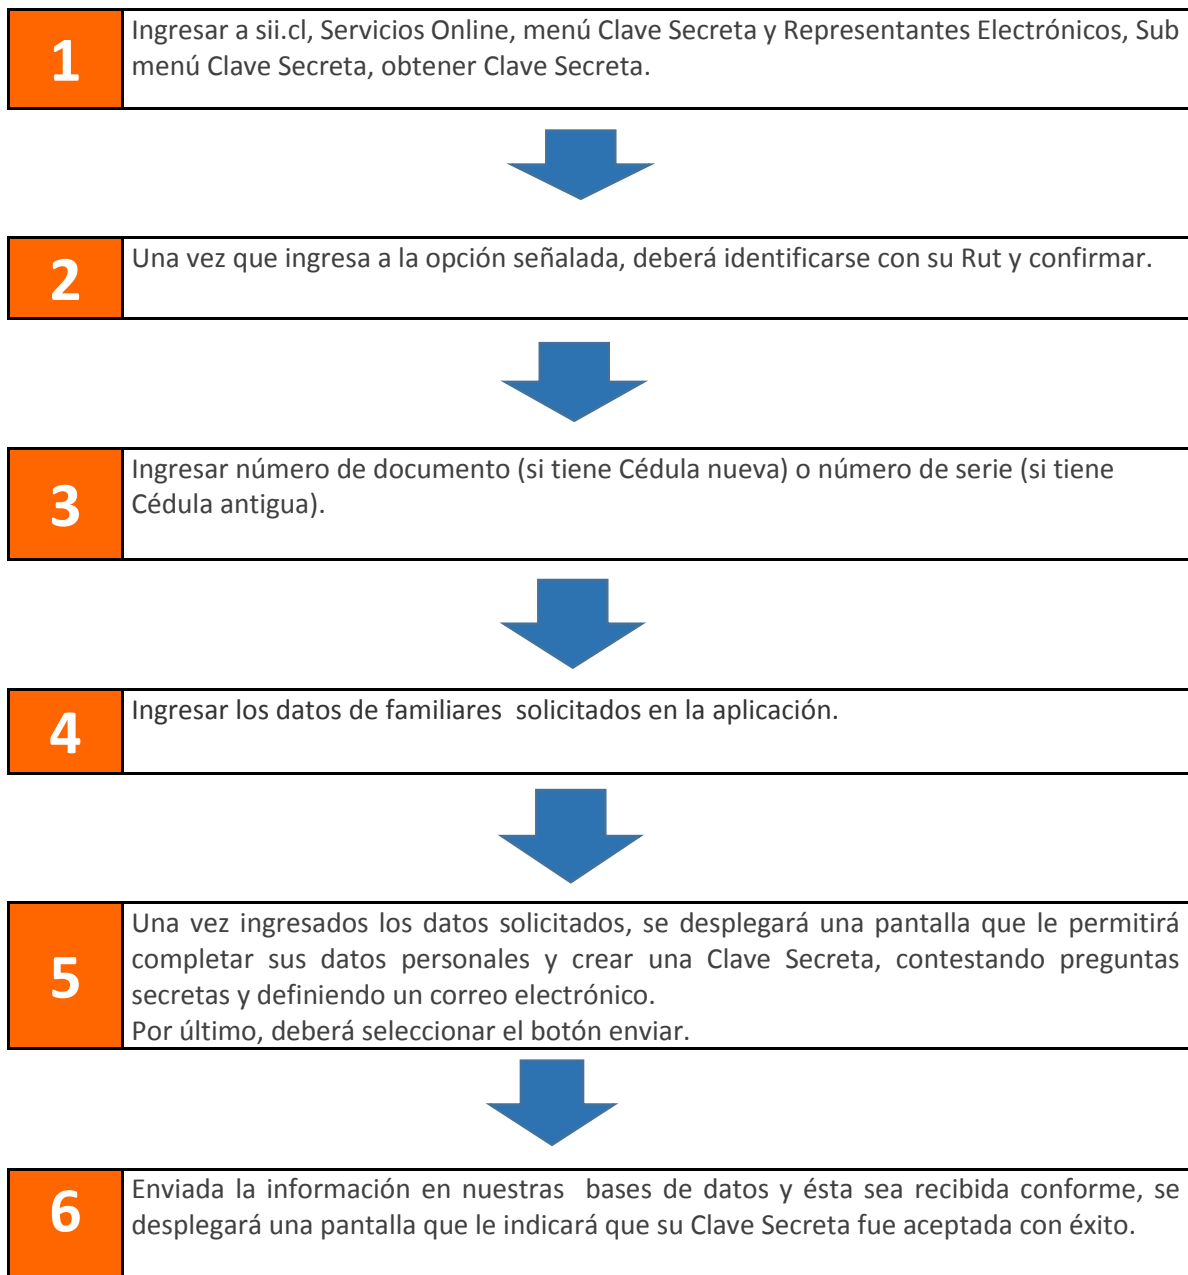 1
Ingresar a sii.cl, Servicios Online, menú Clave Secreta y Representantes Electrónicos, Sub
menú Clave Secreta, obtener Clave Secreta.
2
Una vez que ingresa a la opción señalada, deberá identificarse con su Rut y confirmar.
3
Ingresar número de documento (si tiene Cédula nueva) o número de serie (si tiene
Cédula antigua).
4
Ingresar los datos de familiares  solicitados en la aplicación.
5
Una vez ingresados los datos solicitados, se desplegará una pantalla que le permitirá
completar sus datos personales y crear una Clave Secreta, contestando preguntas
secretas y definiendo un correo electrónico.
Por último, deberá seleccionar el botón enviar.
6
Enviada la información en nuestras  bases de datos y ésta sea recibida conforme, se
desplegará una pantalla que le indicará que su Clave Secreta fue aceptada con éxito.